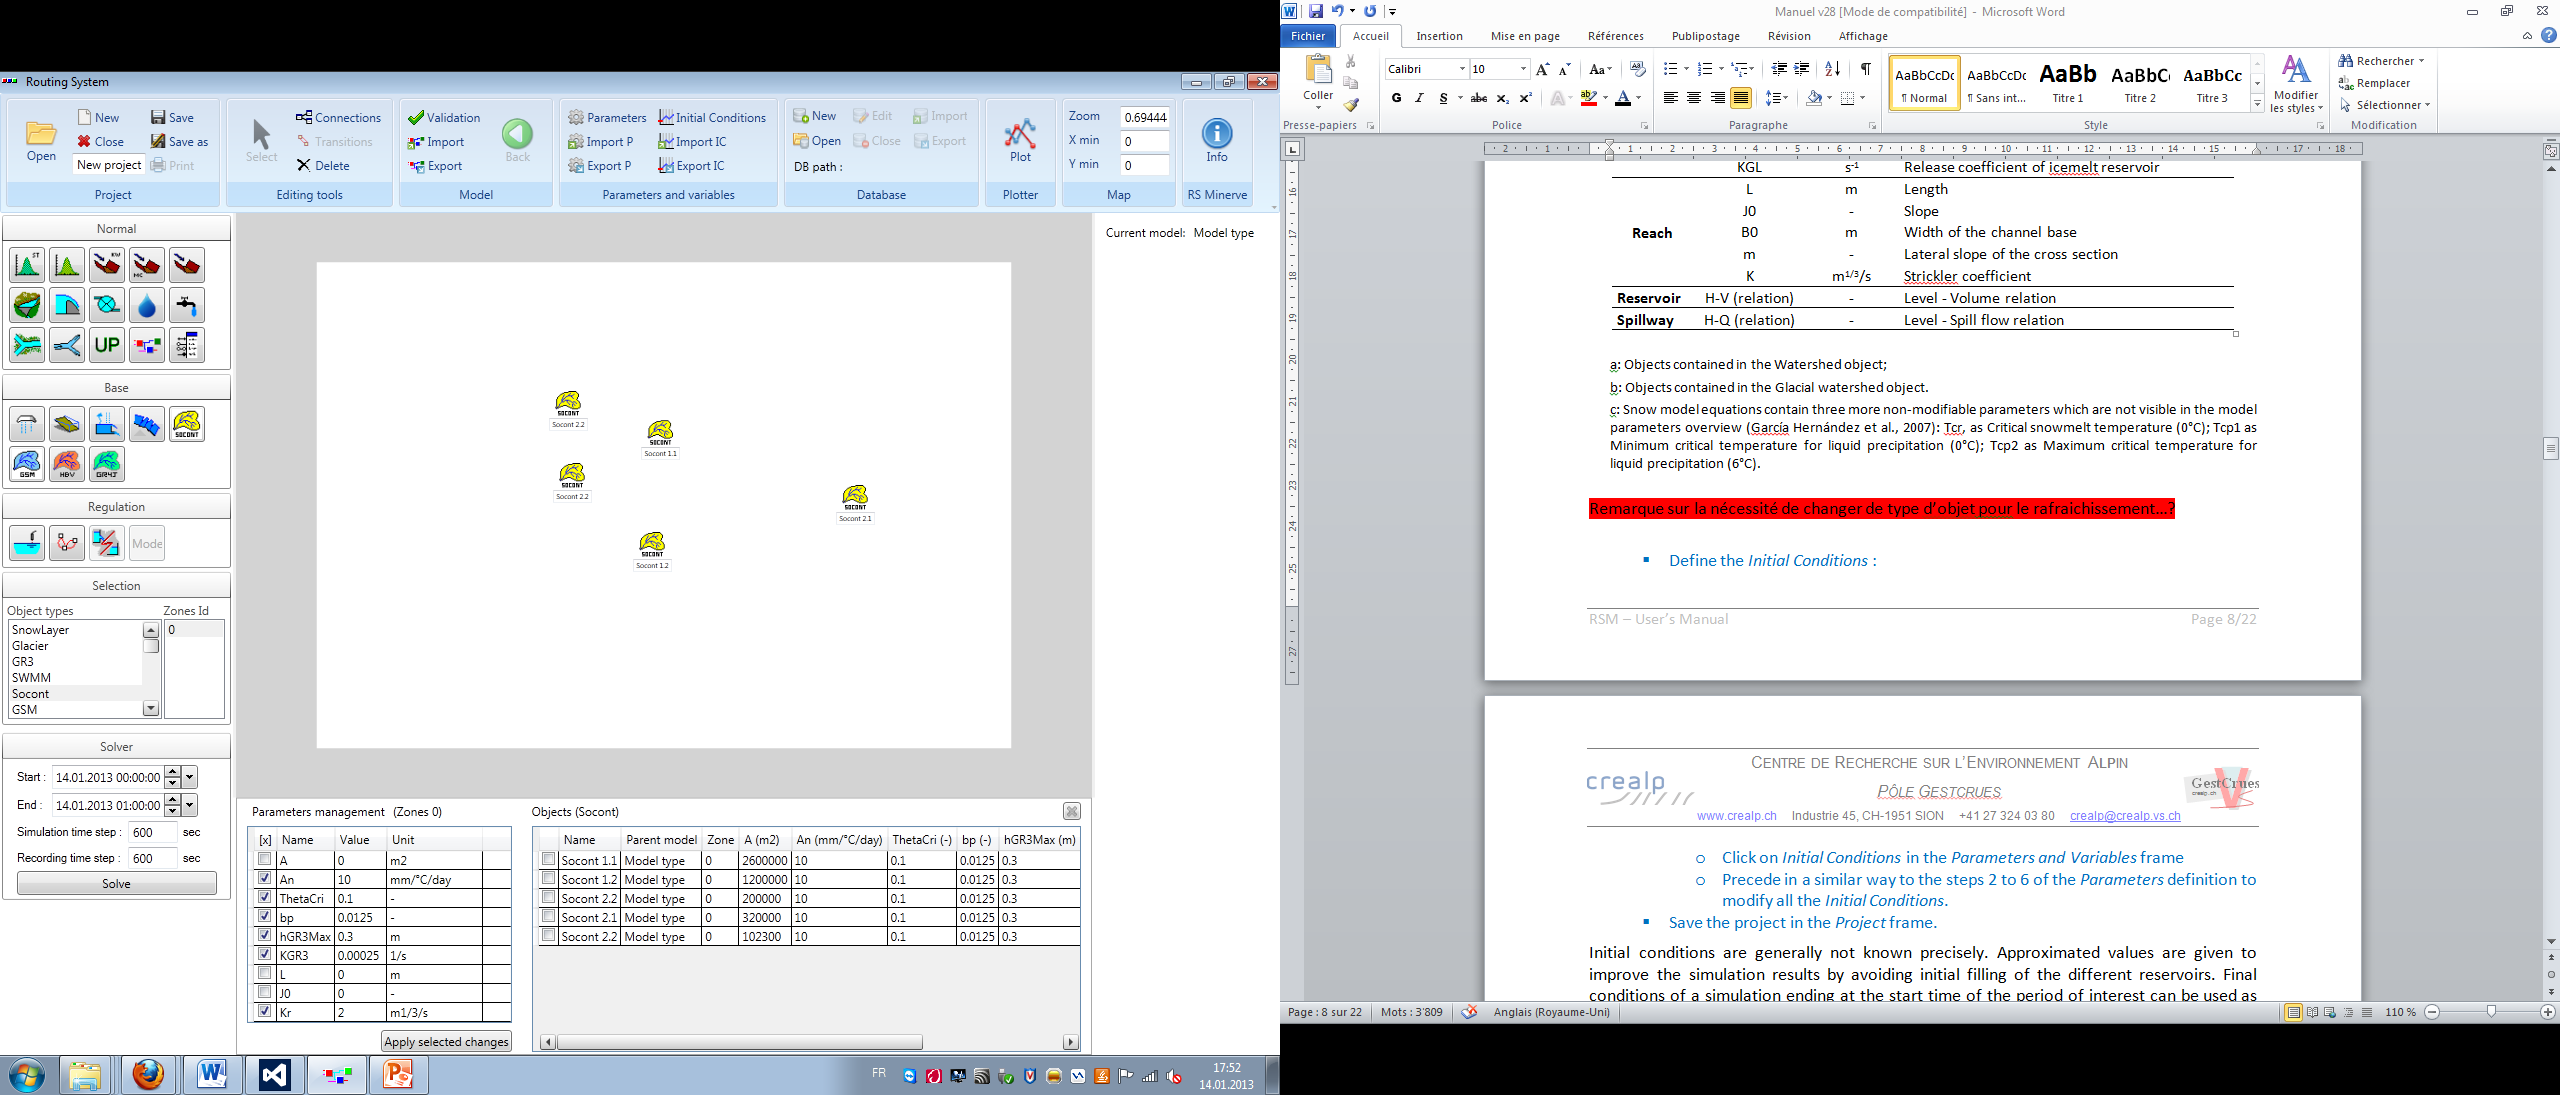 Routing System
Open
New
Close
New project
Save
Save as
Print
Project
Select
Connections
Transitions
Delete
Editing tools
Validation
Import
Export
Back
Model
Parameters
Import P
Export P
Initial Conditions
Import IC
Export IC
Parameters and variables
New
Edit
Import
Open
Close
Export
DB path :
Database
Plot
Plotter
Zoom
0.69444
X min
0
Y min
0
Map
Info
RS Minerve
Normal
ST
KW
MC
UP
Base
SOCONT
GSM
HBV
GR4J
Regulation
Mode
Selection
Object types
Zones Id
SnowLayer
Glacier
GR3
SWMM
Socont
GSM
0
Solver
Start : 14.01.2013 00:00:00
End : 14.01.2013 01:00:00
Simulation time step : 600 sec
Recording time step : 600 sec
Solve
Current model: Model type
SOCONT
Socont 2.2
SOCONT
Socont 1.1
SOCONT
Socont 2.2
SOCONT
Socont 2.1
SOCONT
Socont 1.2
Parameters management (Zones 0)
[x] Name Value Unit
A 0 m2
An 10 mm/°C/day
ThetaCri 0.1 -
bp 0.0125 -
hGR3Max 0.3 m
KGR3 0.00025 1/s
L 0 m
J0 0 -
Kr 2 m1/3/s
Apply selected changes
Objects (Socont)
Name Parent model Zone A (m2) An (mm/°C/day) ThetaCri (-) bp (-) hGR3Max (m)
Socont 1.1 Model type 0 2600000 10 0.1 0.0125 0.3
Socont 1.2 Model type 0 1200000 10 0.1 0.0125 0.3
Socont 2.2 Model type 0 200000 10 0.1 0.0125 0.3
Socont 2.1 Model type 0 320000 10 0.1 0.0125 0.3
Socont 2.2 Model type 0 102300 10 0.1 0.0125 0.3
FR
17:52
14.01.2013
Manuel v28 [Mode de compatibilité] - Microsoft Word
Fichier Accueil Insertion Mise en page Références Publipostage Révision Affichage
Coller
Presse-papiers
Calibri 10
G I S abc x₂ x²
Police
Paragraphe
AaBbCcDc
¶ Normal
AaBbCcDc
¶ Sans int...
AaBb
Titre 1
AaBbC
Titre 2
AaBbCc
Titre 3
Modifier
les styles
Style
Rechercher
Remplacer
Sélectionner
Modification
KGL s-1 Release coefficient of icemelt reservoir
L m Length
J0 - Slope
Reach B0 m Width of the channel base
m - Lateral slope of the cross section
K m1/3/s Strickler coefficient
Reservoir H-V (relation) - Level - Volume relation
Spillway H-Q (relation) - Level - Spill flow relation
a: Objects contained in the Watershed object;
b: Objects contained in the Glacial watershed object.
c: Snow model equations contain three more non-modifiable parameters which are not visible in the model
parameters overview (García Hernández et al., 2007): Tcr, as Critical snowmelt temperature (0°C); Tcp1 as
Minimum critical temperature for liquid precipitation (0°C); Tcp2 as Maximum critical temperature for
liquid precipitation (6°C).
Remarque sur la nécessité de changer de type d'objet pour le rafraichissement...?
▪ Define the Initial Conditions :
RSM – User's Manual Page 8/22
crealp
CENTRE DE RECHERCHE SUR L'ENVIRONNEMENT ALPIN
PÔLE GESTCRUES
www.crealp.ch Industrie 45, CH-1951 SION +41 27 324 03 80 crealp@crealp.vs.ch
GestCrues
crealp.ch
o Click on Initial Conditions in the Parameters and Variables frame
o Precede in a similar way to the steps 2 to 6 of the Parameters definition to
modify all the Initial Conditions.
▪ Save the project in the Project frame.
Initial conditions are generally not known precisely. Approximated values are given to
improve the simulation results by avoiding initial filling of the different reservoirs. Final
conditions of a simulation ending at the start time of the period of interest can be used as
Page : 8 sur 22 Mots : 3'809 Anglais (Royaume-Uni) 110 %